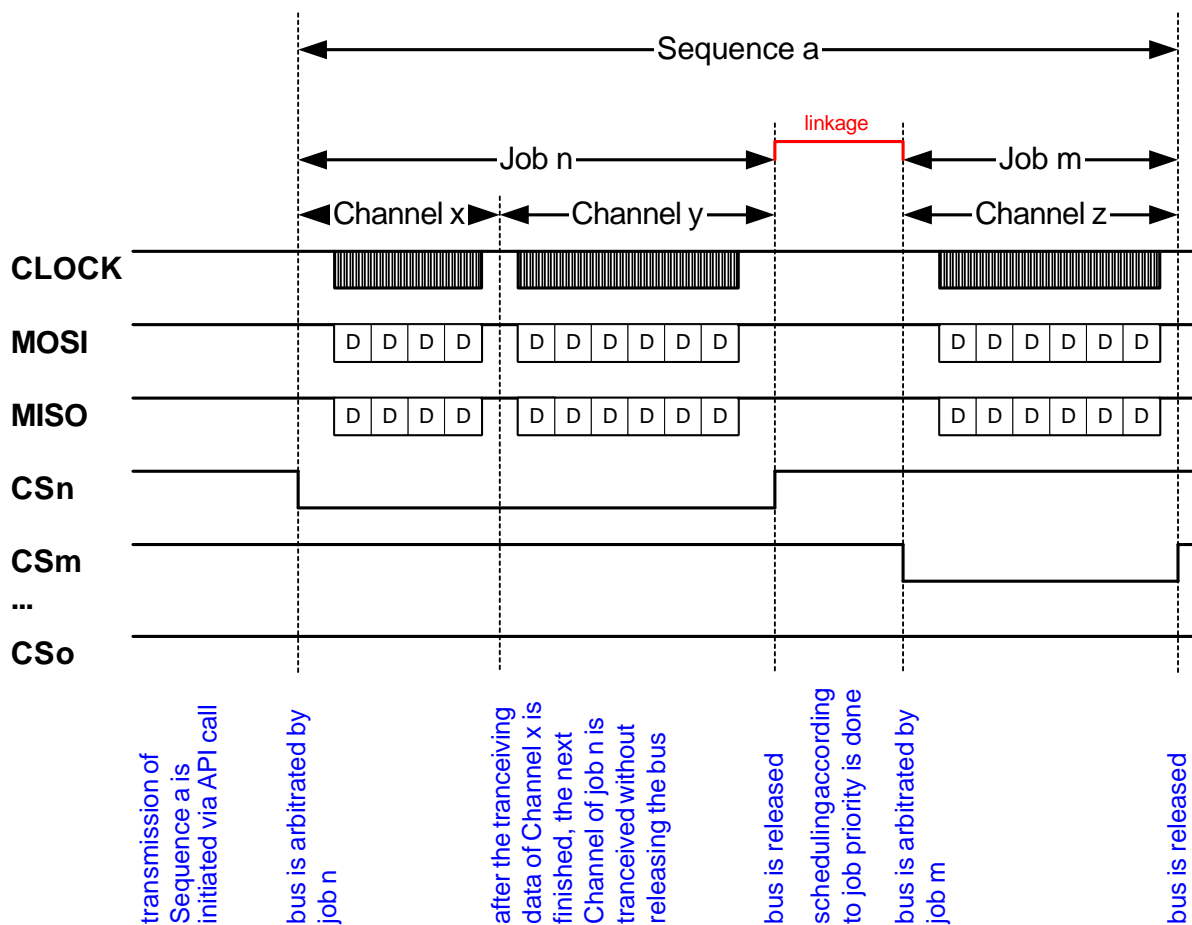 Sequence a
linkage
Job n
Job m
Channel x
Channel y
Channel z
CLOCK
MOSI
D D D D
D D D D D D
D D D D D D
MISO
D D D D
D D D D D D
D D D D D D
CSn
CSm
...
CSo
transmission of
Sequence a is
initiated via API call
bus is arbitrated by
job n
after the tranceiving
data of Channel x is
finished, the next
Channel of job n is
tranceived without
releasing the bus
bus is released
schedulingaccording
to job priority is done
bus is arbitrated by
job m
bus is released